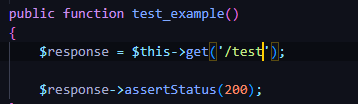 public function test_example()
{
$response = $this->get('/test');
$response->assertStatus(200);